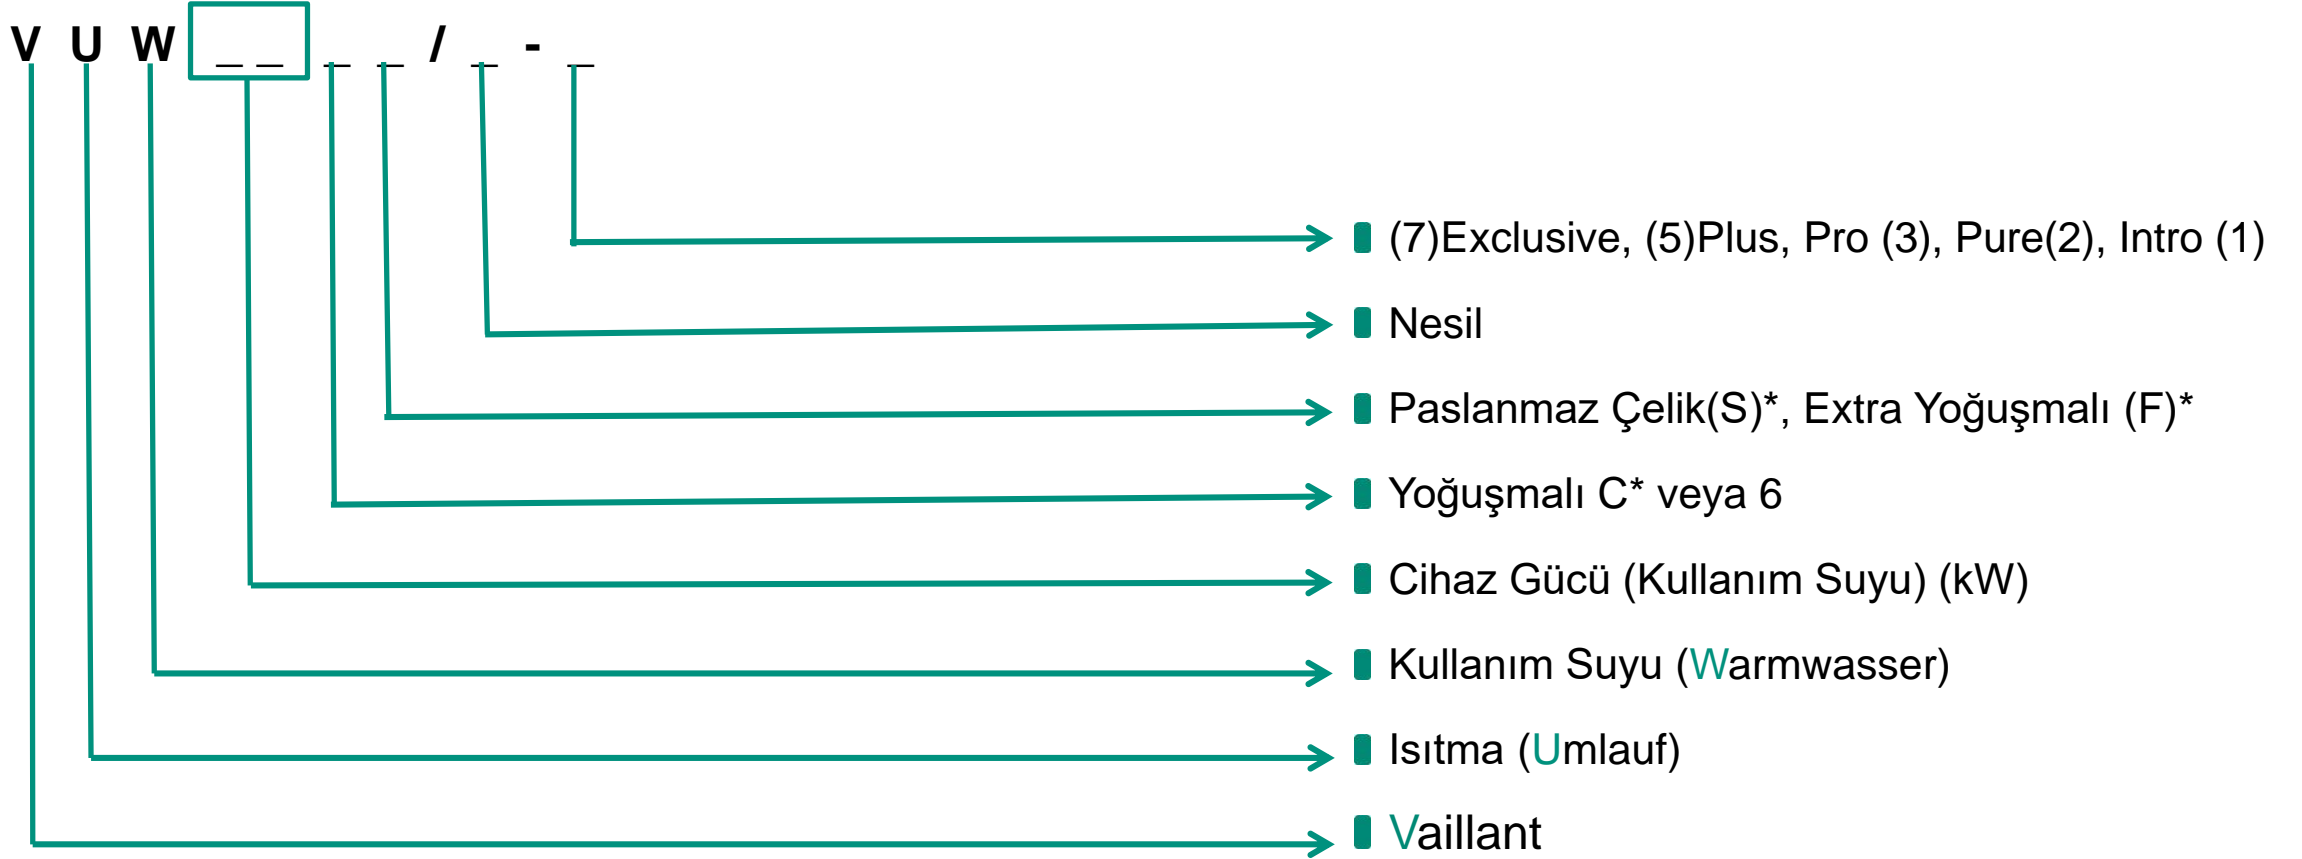 V U W _ _ _ _ / _ - _
(7)Exclusive, (5)Plus, Pro (3), Pure(2), Intro (1)
Nesil
Paslanmaz Çelik(S)*, Extra Yoğuşmalı (F)*
Yoğuşmalı C* veya 6
Cihaz Gücü (Kullanım Suyu) (kW)
Kullanım Suyu (Warmwasser)
Isıtma (Umlauf)
Vaillant